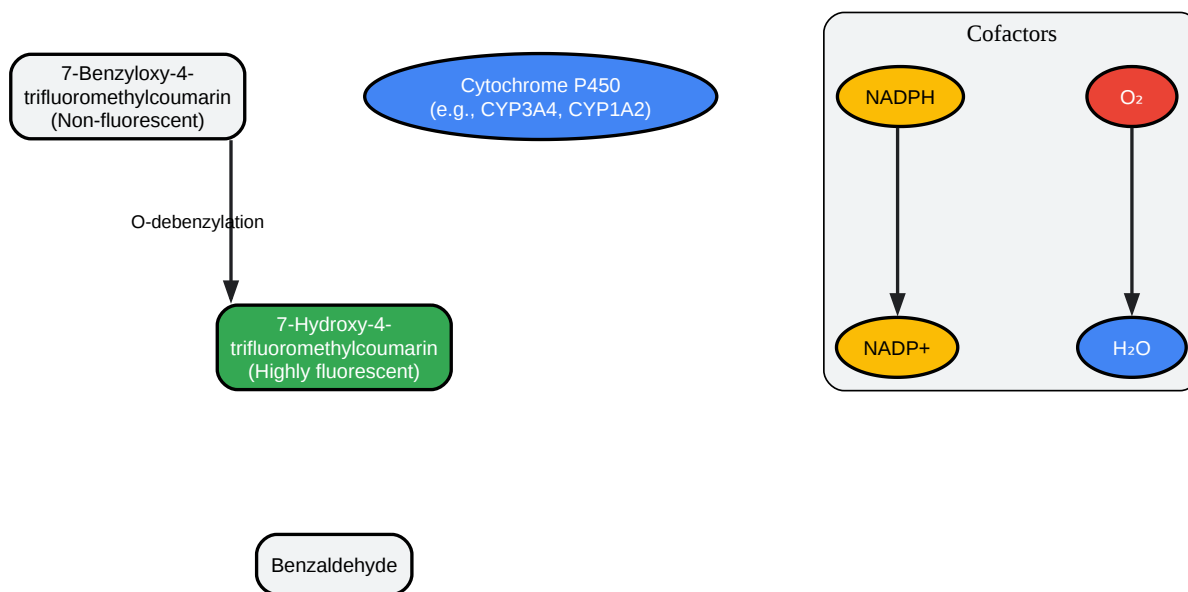 7-Benzyloxy-4-
trifluoromethylcoumarin
(Non-fluorescent)
Cytochrome P450
(e.g., CYP3A4, CYP1A2)
Cofactors
NADPH
O₂
O-debenzylation
7-Hydroxy-4-
trifluoromethylcoumarin
(Highly fluorescent)
NADP+
H₂O
Benzaldehyde